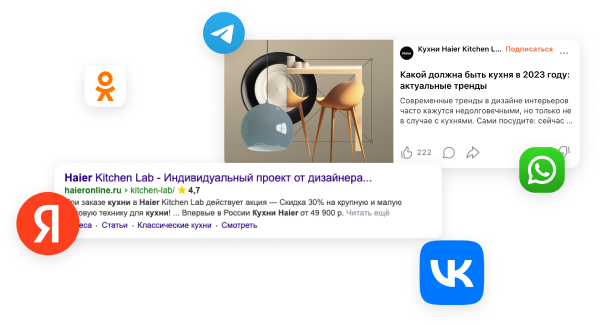 Кухни Haier Kitchen L... Подписаться
Какой должна быть кухня в 2023 году:
актуальные тренды
Современные тренды в дизайне интерьеров
часто кажутся недолговечными, но только не
в случае с кухнями. Сами посудите: сейчас ...
222
Haier Kitchen Lab - Индивидуальный проект от дизайнера...
haieronline.ru › kitchen-lab/ 4,7
При заказе кухни в Haier Kitchen Lab действует акция — Скидка 30% на крупную и малую
технику для кухни! ... Впервые в России Кухни Haier от 49 900 р. Читать ещё
· Статьи · Классические кухни · Смотреть
Я
VK